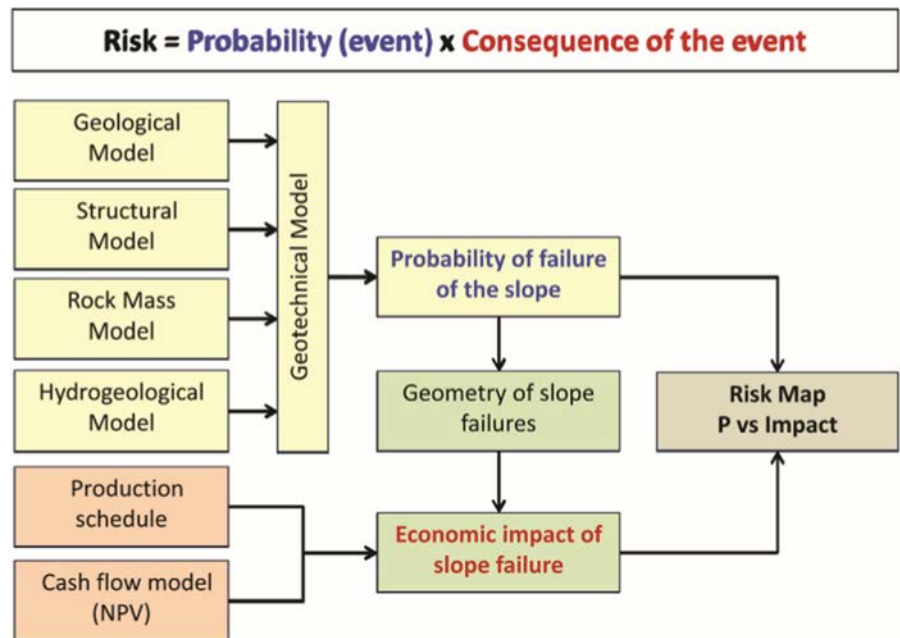 Risk = Probability (event) x Consequence of the event
Geological
Model
Structural
Model
Rock Mass
Model
Hydrogeological
Model
Geotechnical Model
Probability of failure
of the slope
Geometry of slope
failures
Risk Map
P vs Impact
Production
schedule
Cash flow model
(NPV)
Economic impact of
slope failure